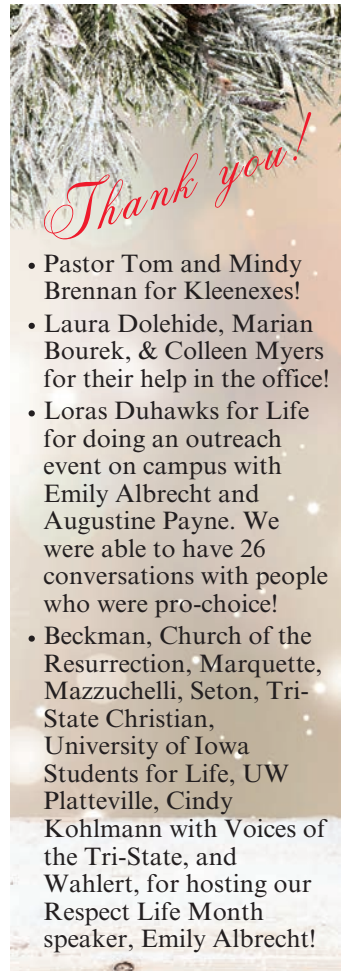 Thank you!
• Pastor Tom and Mindy
Brennan for Kleenexes!
• Laura Dolehide, Marian
Bourek, & Colleen Myers
for their help in the office!
• Loras Duhawks for Life
for doing an outreach
event on campus with
Emily Albrecht and
Augustine Payne. We
were able to have 26
conversations with people
who were pro-choice!
• Beckman, Church of the
Resurrection, Marquette,
Mazzuchelli, Seton, Tri-
State Christian,
University of Iowa
Students for Life, UW
Platteville, Cindy
Kohlmann with Voices of
the Tri-State, and
Wahlert, for hosting our
Respect Life Month
speaker, Emily Albrecht!